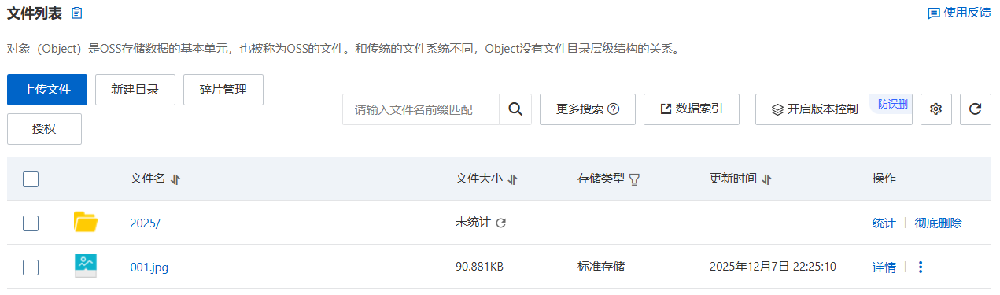 文件列表
使用反馈
对象（Object）是OSS存储数据的基本单元，也被称为OSS的文件。和传统的文件系统不同，Object没有文件目录层级结构的关系。
上传文件 新建目录 碎片管理
授权
请输入文件名前缀匹配 更多搜索 数据索引 开启版本控制 防误删
文件名 文件大小 存储类型 更新时间 操作
2025/ 未统计 统计 | 彻底删除
001.jpg 90.881KB 标准存储 2025年12月7日 22:25:10 详情 |